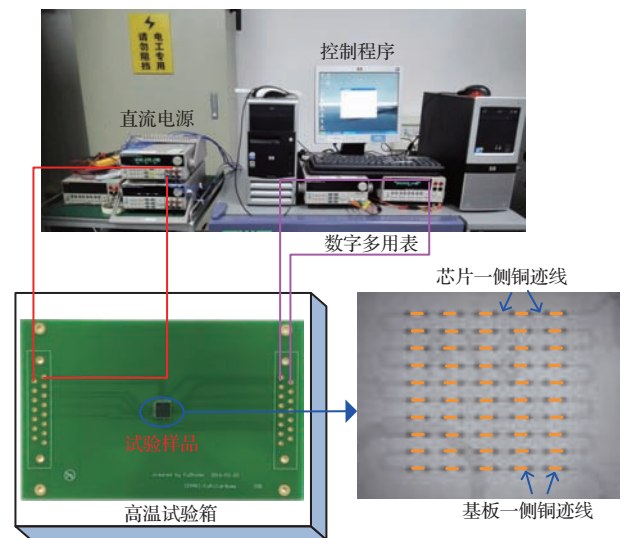 电工专用
请勿阻挡
控制程序
直流电源
数字多用表
芯片一侧铜迹线
试验样品
高温试验箱
基板一侧铜迹线